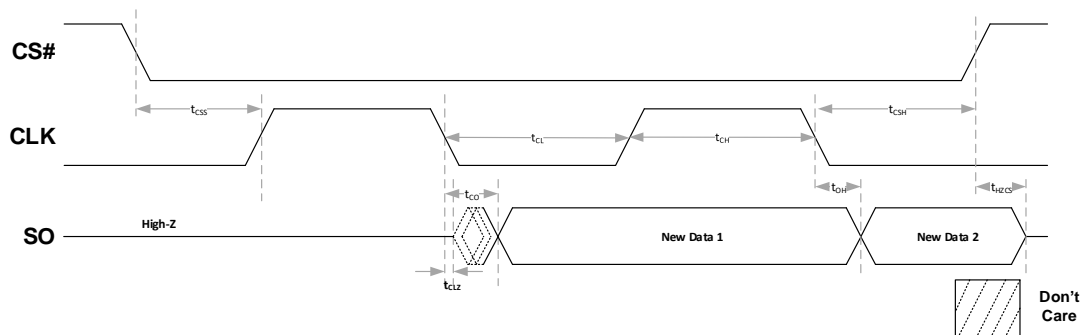 CS#
tCSS
tCSH
CLK
tCL
tCH
tCO
tOH
tHZCS
High-Z
SO
New Data 1
New Data 2
tCLZ
Don't
Care